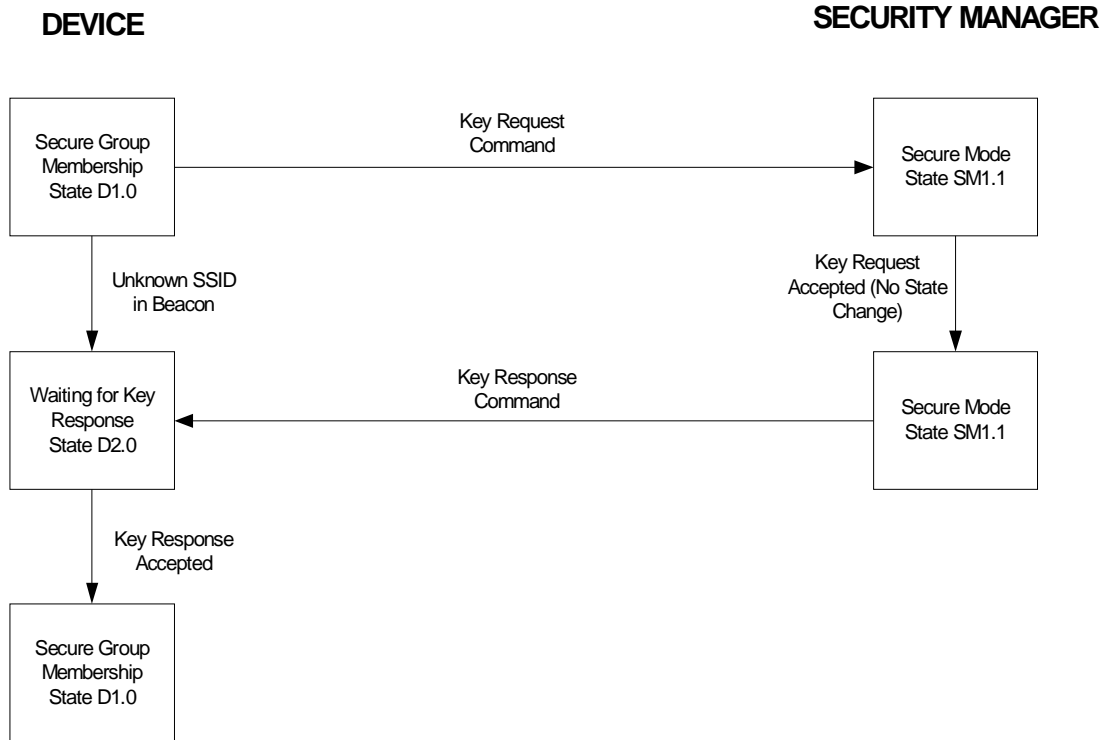 DEVICE
SECURITY MANAGER
Secure Group
Membership
State D1.0
Key Request
Command
Secure Mode
State SM1.1
Unknown SSID
in Beacon
Key Request
Accepted (No State
Change)
Waiting for Key
Response
State D2.0
Key Response
Command
Secure Mode
State SM1.1
Key Response
Accepted
Secure Group
Membership
State D1.0